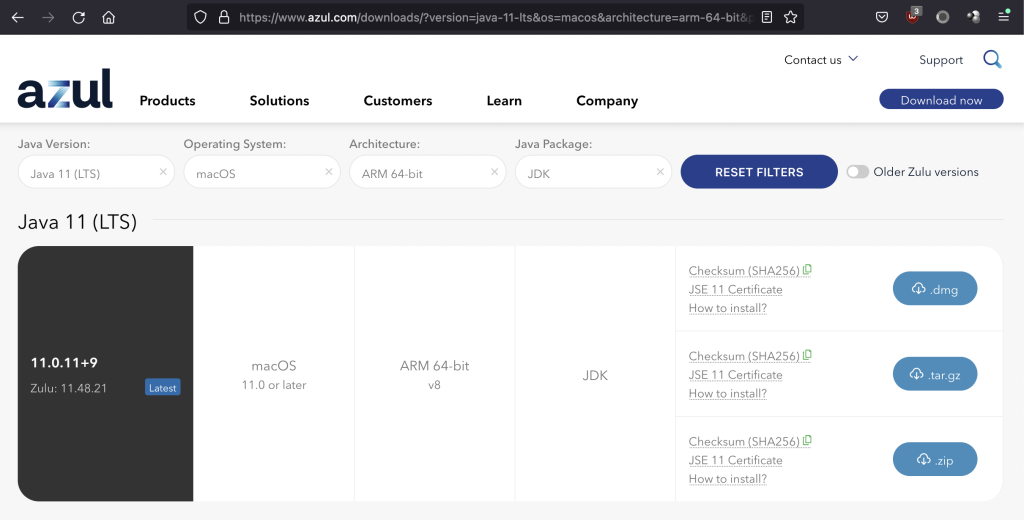 https://www.azul.com/downloads/?version=java-11-lts&os=macos&architecture=arm-64-bit&
3
Contact us
Support
azul
Products
Solutions
Customers
Learn
Company
Download now
Java Version:
Operating System:
Architecture:
Java Package:
Java 11 (LTS)
macOS
ARM 64-bit
JDK
RESET FILTERS
Older Zulu versions
Java 11 (LTS)
11.0.11+9
Zulu: 11.48.21
Latest
macOS
11.0 or later
ARM 64-bit
v8
JDK
Checksum (SHA256)
JSE 11 Certificate
How to install?
.dmg
Checksum (SHA256)
JSE 11 Certificate
How to install?
.tar.gz
Checksum (SHA256)
JSE 11 Certificate
How to install?
.zip